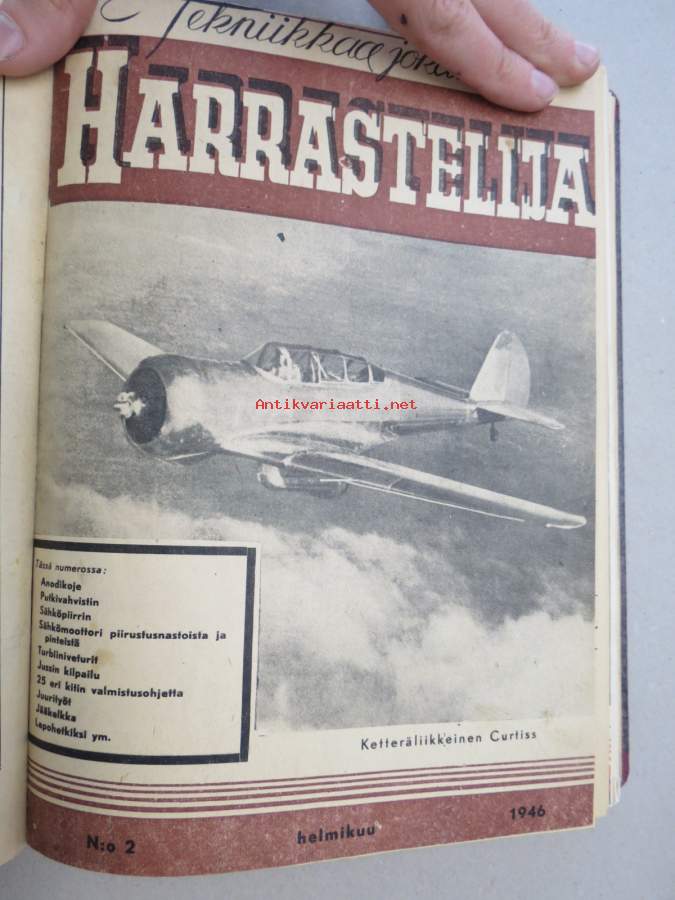 Tekniikkaa joka
HARRASTELIJA
Antikvariaatti.net
Tässä numerossa:
Anodikoje
Putkivahvistin
Sähköpiirrin
Sähkömoottori piirustusnastoista ja
pinteistä
Turbiiniveturit
Jussin kilpailu
25 eri kitin valmistusohjetta
Juurityöt
Jääkelkka
Lepohetkiksi ym.
Ketteräliikkeinen Curtiss
N:o 2
helmikuu
1946